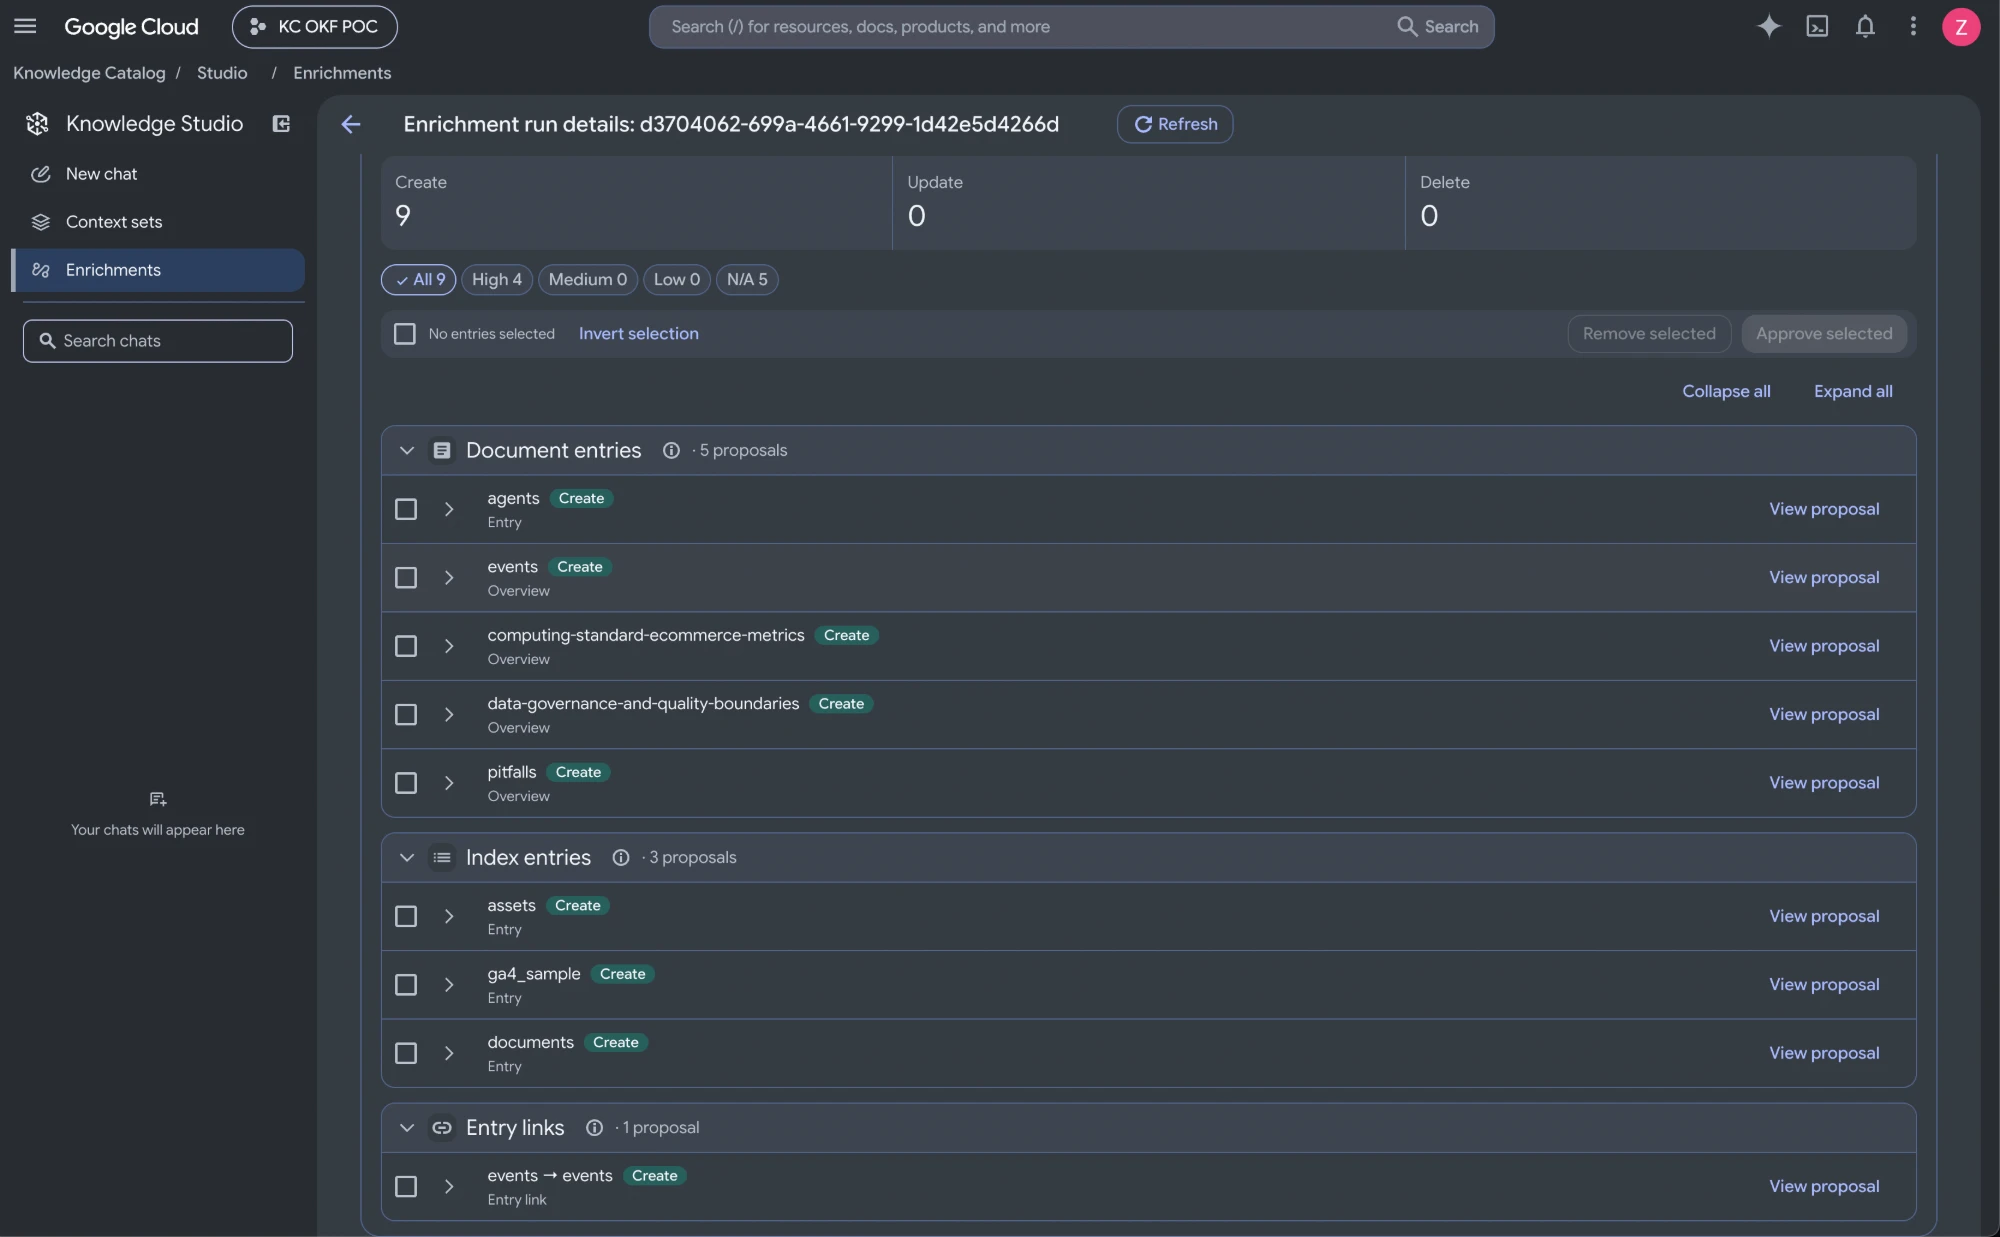 Google Cloud
KC OKF POC
Search (/) for resources, docs, products, and more
Search
Z
Knowledge Catalog / Studio / Enrichments
Knowledge Studio
New chat
Context sets
Enrichments
Search chats
Your chats will appear here
Enrichment run details: d3704062-699a-4661-9299-1d42e5d4266d
Refresh
Create
9
Update
0
Delete
0
All 9
High 4
Medium 0
Low 0
N/A 5
No entries selected
Invert selection
Remove selected
Approve selected
Collapse all
Expand all
Document entries · 5 proposals
agents Create
Entry
View proposal
events Create
Overview
View proposal
computing-standard-ecommerce-metrics Create
Overview
View proposal
data-governance-and-quality-boundaries Create
Overview
View proposal
pitfalls Create
Overview
View proposal
Index entries · 3 proposals
assets Create
Entry
View proposal
ga4_sample Create
Entry
View proposal
documents Create
Entry
View proposal
Entry links · 1 proposal
events → events Create
Entry link
View proposal